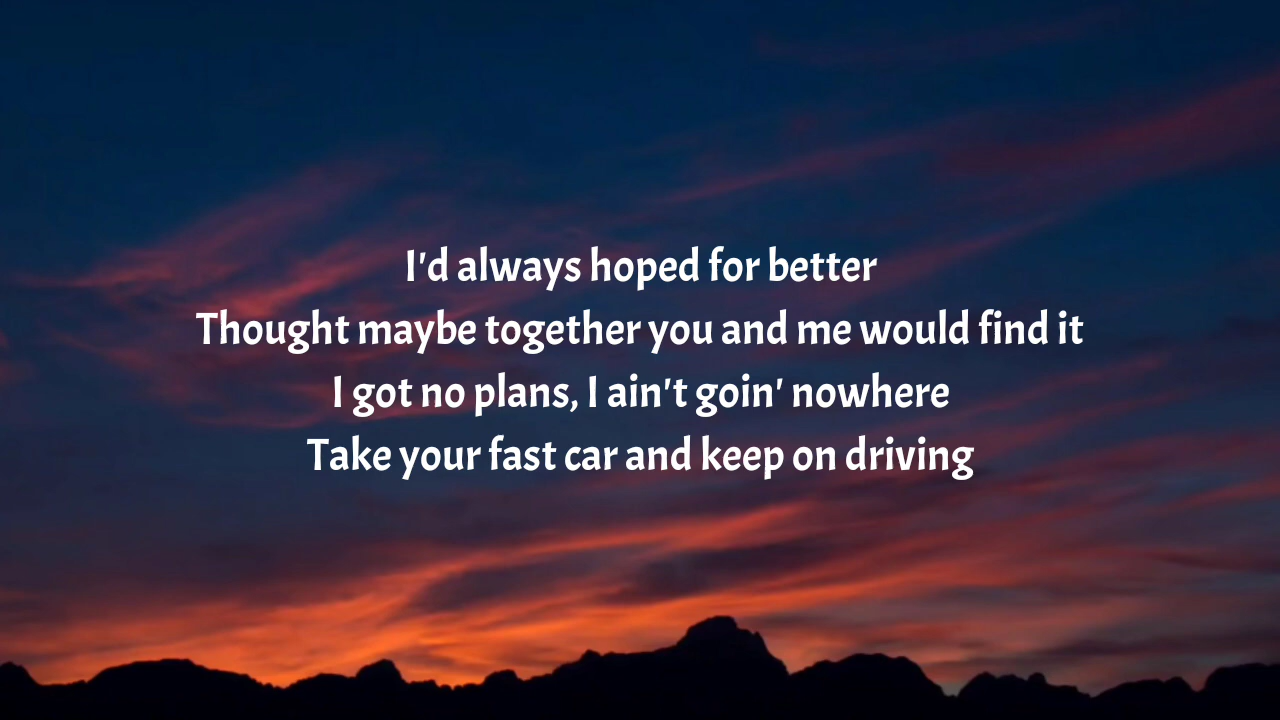 I'd always hoped for better
Thought maybe together you and me would find it
I got no plans, I ain't goin' nowhere
Take your fast car and keep on driving